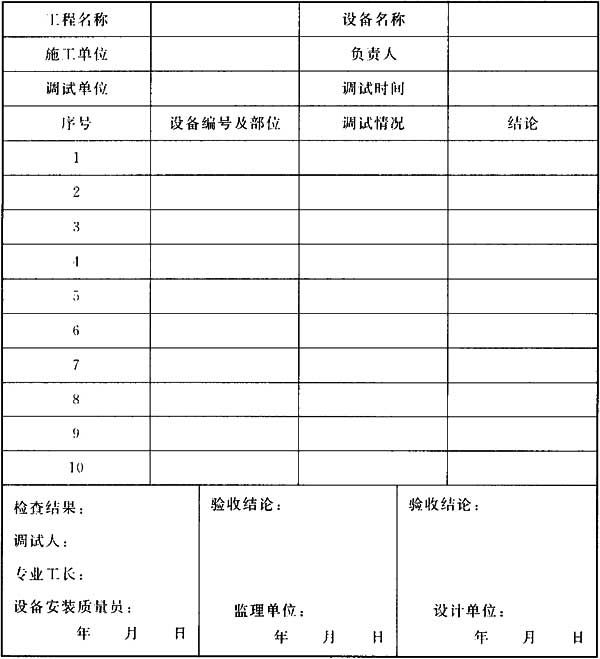 工程名称 设备名称
施工单位 负责人
调试单位 调试时间
序号 设备编号及部位 调试情况 结论
1
2
3
4
5
6
7
8
9
10
检查结果：
调试人：
专业工长：
设备安装质量员：
年 月 日
验收结论：
监理单位：
年 月 日
验收结论：
设计单位：
年 月 日